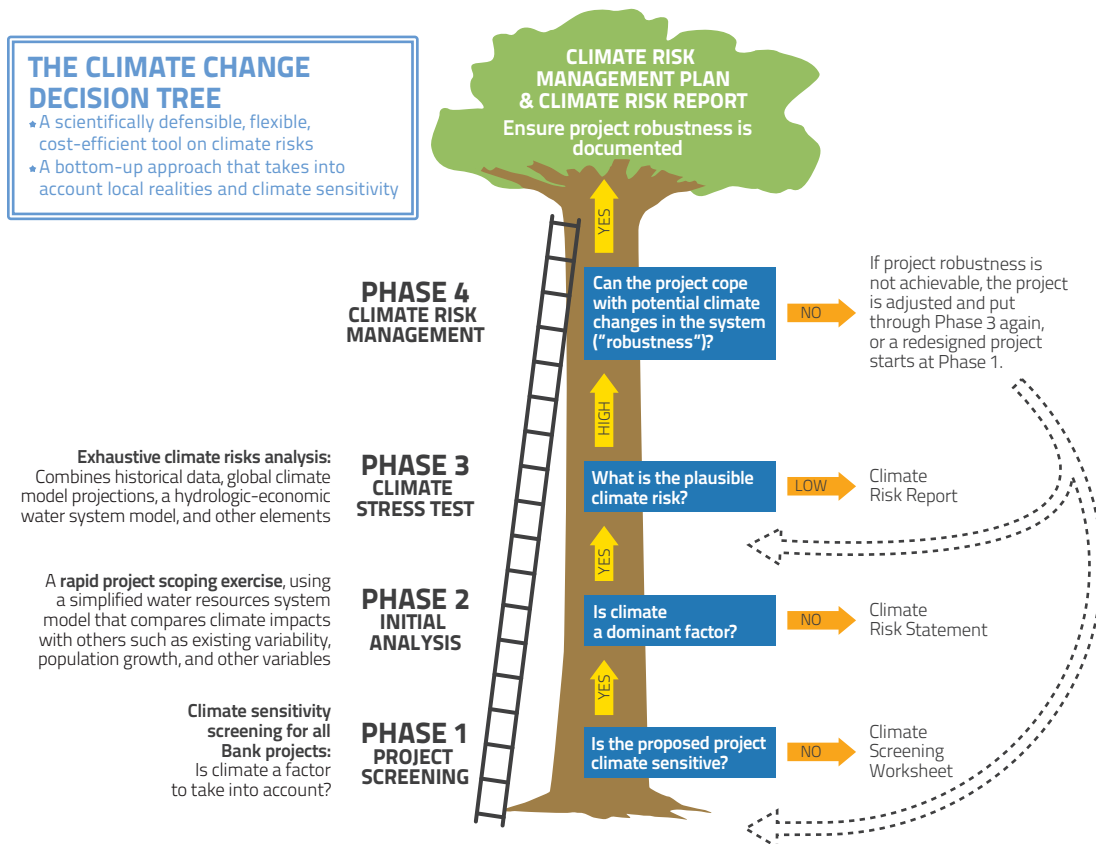 THE CLIMATE CHANGE
DECISION TREE
A scientifically defensible, flexible,
cost-efficient tool on climate risks
A bottom-up approach that takes into
account local realities and climate sensitivity
CLIMATE RISK
MANAGEMENT PLAN
& CLIMATE RISK REPORT
Ensure project robustness is
documented
YES
PHASE 4
CLIMATE RISK
MANAGEMENT
Can the project cope
with potential climate
changes in the system
("robustness")?
NO
If project robustness is
not achievable, the project
is adjusted and put
through Phase 3 again,
or a redesigned project
starts at Phase 1.
HIGH
Exhaustive climate risks analysis:
Combines historical data, global climate
model projections, a hydrologic-economic
water system model, and other elements
PHASE 3
CLIMATE
STRESS TEST
What is the plausible
climate risk?
LOW
Climate
Risk Report
YES
A rapid project scoping exercise, using
a simplified water resources system
model that compares climate impacts
with others such as existing variability,
population growth, and other variables
PHASE 2
INITIAL
ANALYSIS
Is climate
a dominant factor?
NO
Climate
Risk Statement
YES
Climate sensitivity
screening for all
Bank projects:
Is climate a factor
to take into account?
PHASE 1
PROJECT
SCREENING
Is the proposed project
climate sensitive?
NO
Climate
Screening
Worksheet